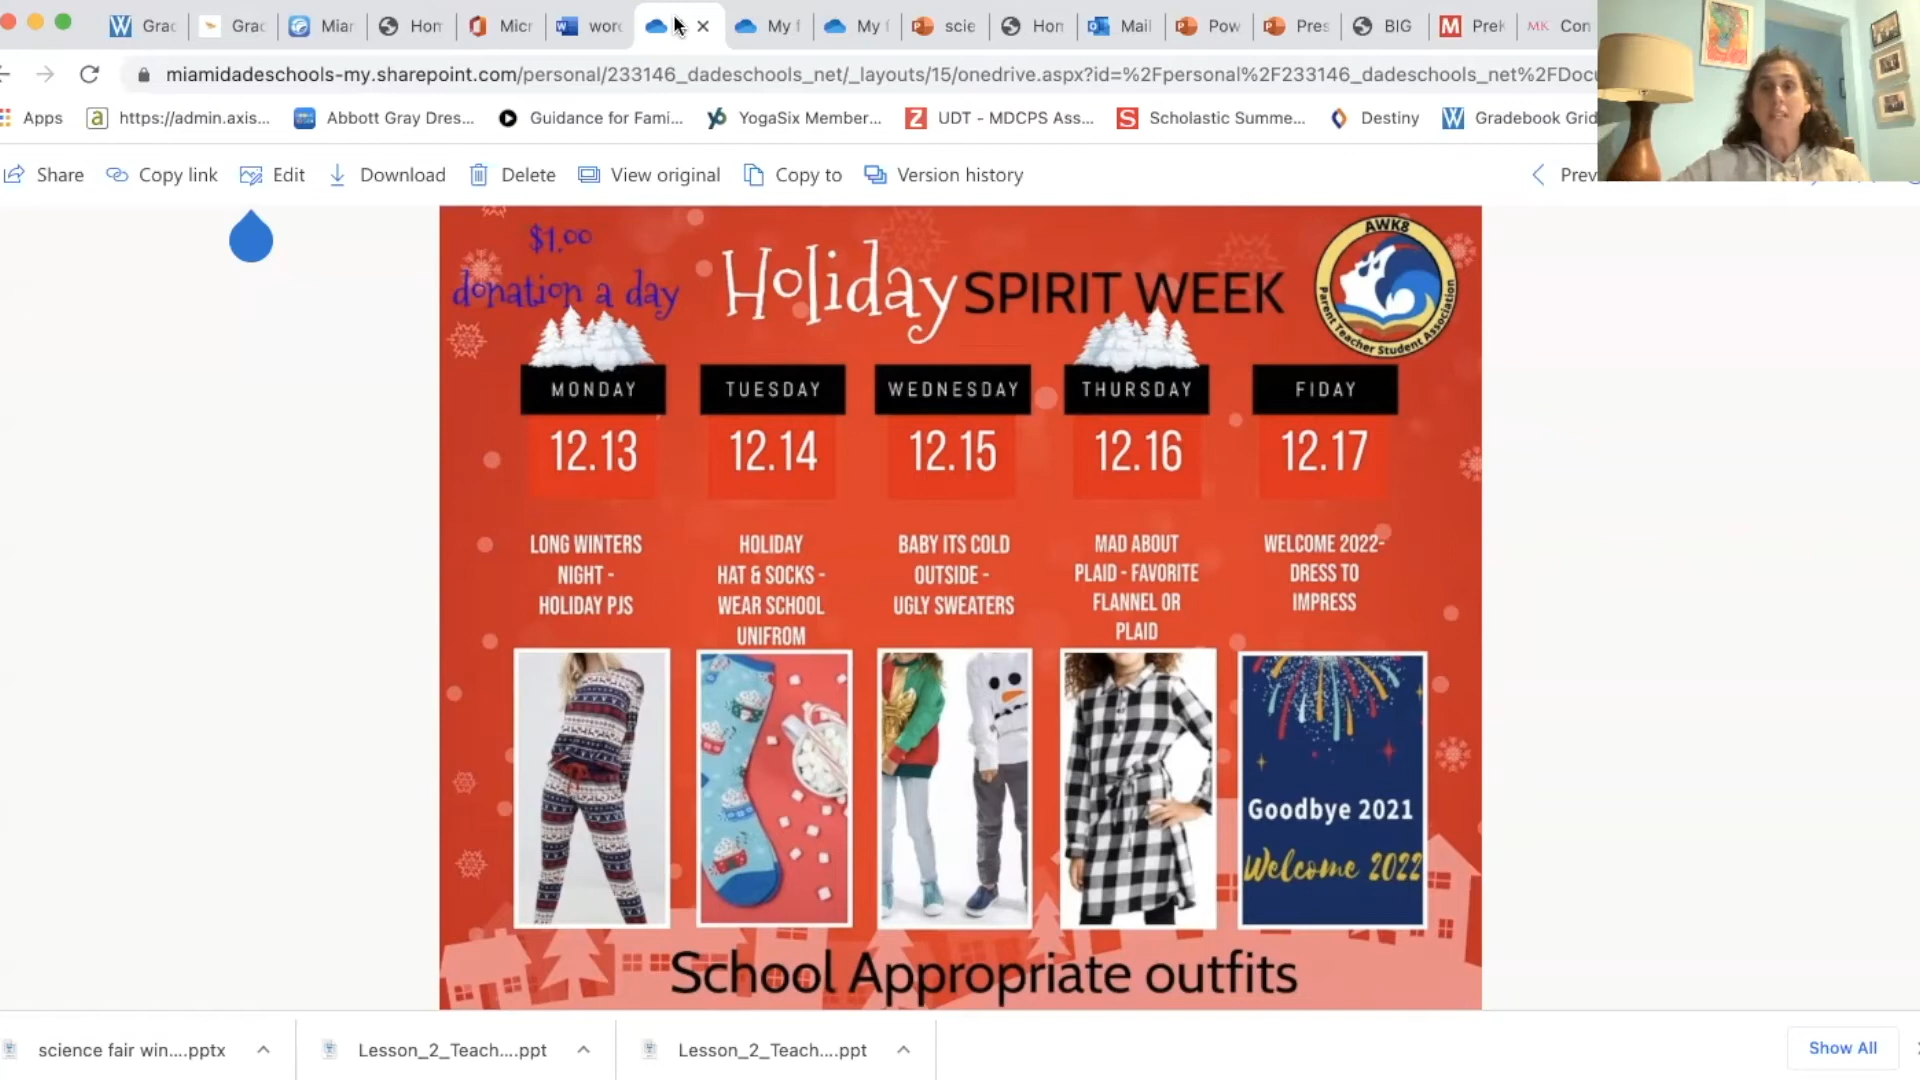 Grac
Grac
Miar
Hom
Micr
word
My f
My f
scie
Hon
Mail
Pow
Pres
BIG
PreK
MK Con
miamidadeschools-my.sharepoint.com/personal/233146_dadeschools_net/_layouts/15/onedrive.aspx?id=%2Fpersonal%2F233146_dadeschools_net%2FDocu
Apps
https://admin.axis...
Abbott Gray Dres...
Guidance for Fami...
YogaSix Member...
UDT - MDCPS Ass...
Scholastic Summe...
Destiny
Gradebook Grid
Share
Copy link
Edit
Download
Delete
View original
Copy to
Version history
Prev
$1.00
donation a day
Holiday SPIRIT WEEK
AWK8
Parent Teacher Student Association
MONDAY
12.13
LONG WINTERS
NIGHT -
HOLIDAY PJS
TUESDAY
12.14
HOLIDAY
HAT & SOCKS -
WEAR SCHOOL
UNIFROM
WEDNESDAY
12.15
BABY ITS COLD
OUTSIDE -
UGLY SWEATERS
THURSDAY
12.16
MAD ABOUT
PLAID - FAVORITE
FLANNEL OR
PLAID
FIDAY
12.17
WELCOME 2022-
DRESS TO
IMPRESS
Goodbye 2021
Welcome 2022
School Appropriate outfits
science fair win....pptx
Lesson_2_Teach....ppt
Lesson_2_Teach....ppt
Show All